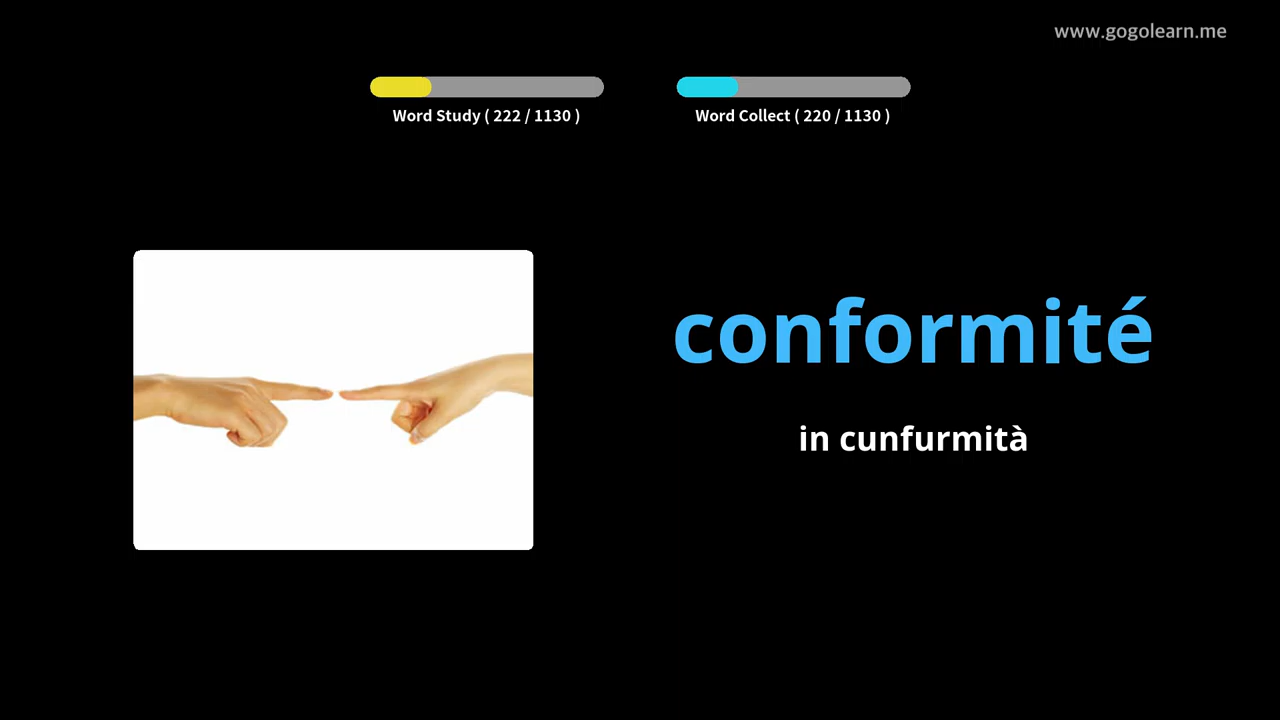 www.gogolearn.me
Word Study ( 222 / 1130 )
Word Collect ( 220 / 1130 )
conformité
in cunfurmità